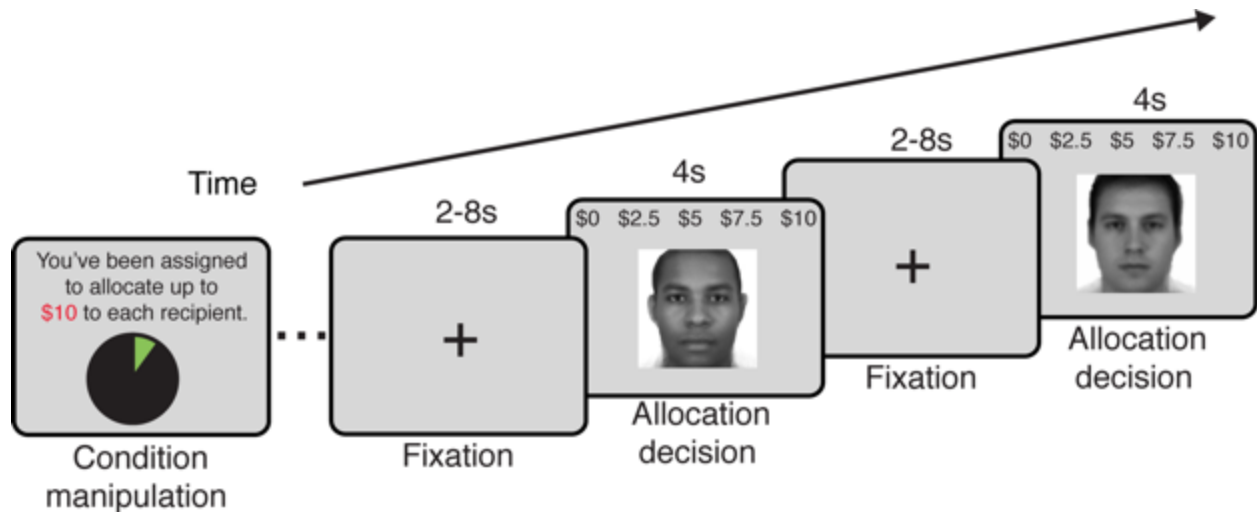 Time
You've been assigned
to allocate up to
$10 to each recipient.
Condition
manipulation
2-8s
+
Fixation
4s
$0 $2.5 $5 $7.5 $10
Allocation
decision
2-8s
+
Fixation
4s
$0 $2.5 $5 $7.5 $10
Allocation
decision